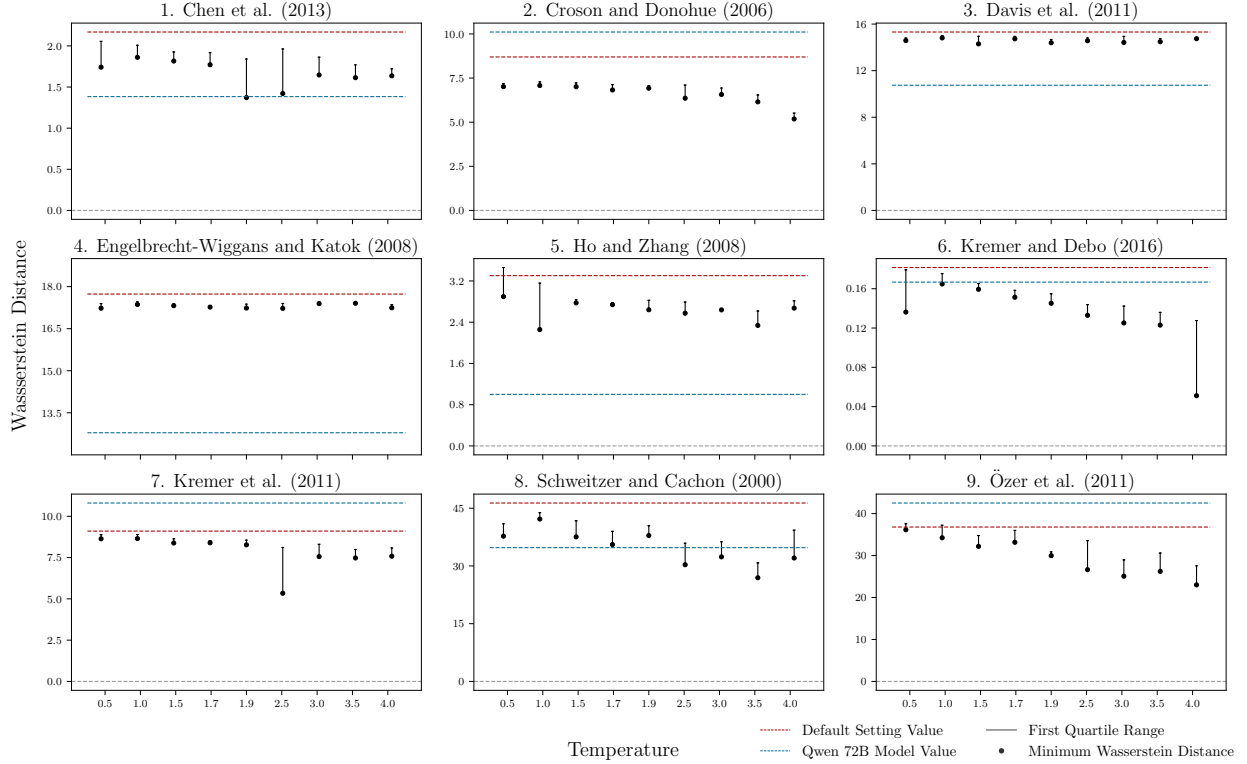 1. Chen et al. (2013)
2. Croson and Donohue (2006)
3. Davis et al. (2011)
2.0
1.5
1.0
0.5
0.0
10.0
7.5
5.0
2.5
0.0
16
12
8
4
0
4. Engelbrecht-Wiggans and Katok (2008)
5. Ho and Zhang (2008)
6. Kremer and Debo (2016)
18.0
16.5
15.0
13.5
3.2
2.4
1.6
0.8
0.0
0.16
0.12
0.08
0.04
0.00
Wassserstein Distance
7. Kremer et al. (2011)
8. Schweitzer and Cachon (2000)
9. Özer et al. (2011)
10.0
7.5
5.0
2.5
0.0
45
30
15
0
40
30
20
10
0
0.5 1.0 1.5 1.7 1.9 2.5 3.0 3.5 4.0
0.5 1.0 1.5 1.7 1.9 2.5 3.0 3.5 4.0
0.5 1.0 1.5 1.7 1.9 2.5 3.0 3.5 4.0
Temperature
Default Setting Value
Qwen 72B Model Value
First Quartile Range
Minimum Wasserstein Distance